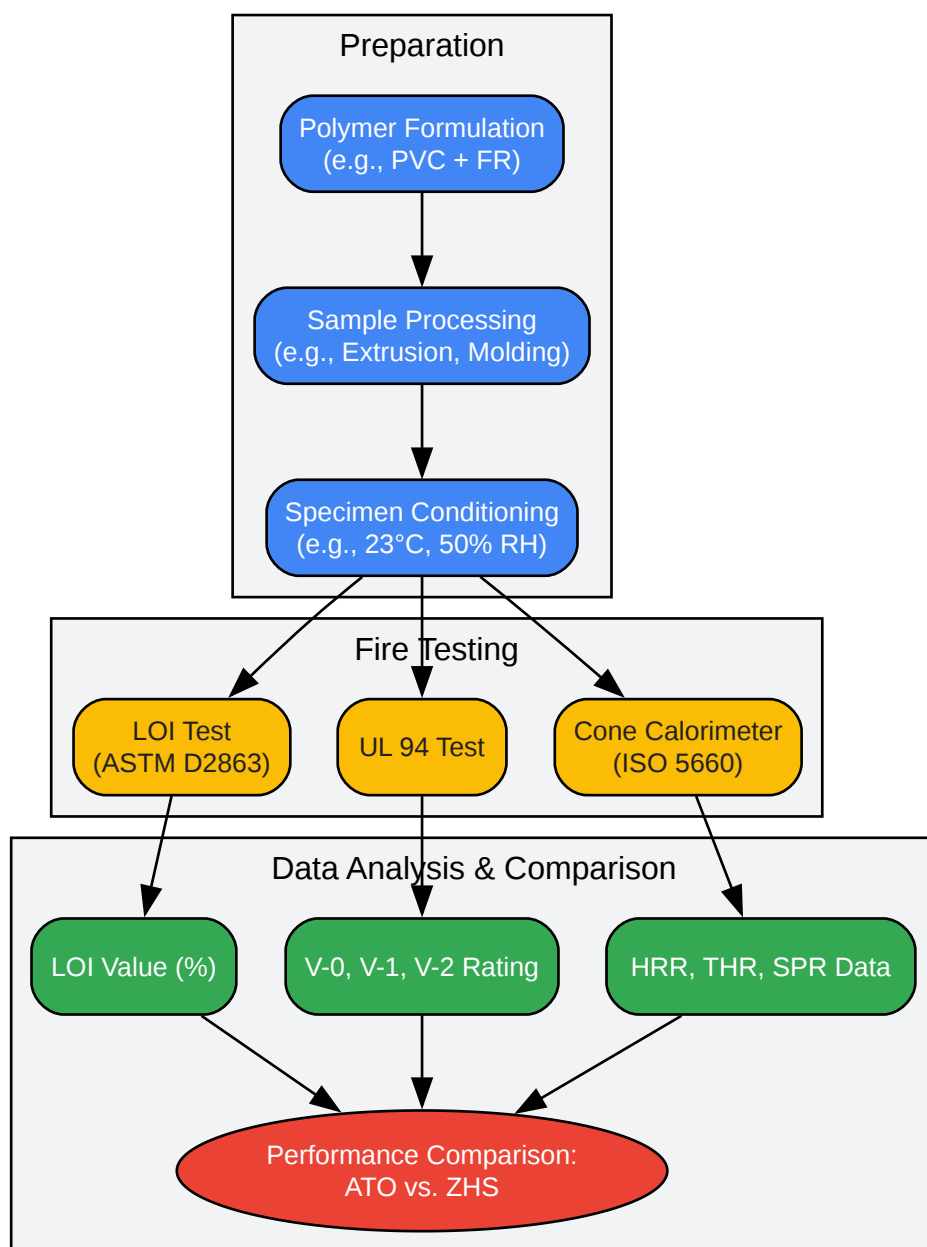 Preparation
Polymer Formulation
(e.g., PVC + FR)
Sample Processing
(e.g., Extrusion, Molding)
Specimen Conditioning
(e.g., 23°C, 50% RH)
Fire Testing
LOI Test
(ASTM D2863)
UL 94 Test
Cone Calorimeter
(ISO 5660)
Data Analysis & Comparison
LOI Value (%)
V-0, V-1, V-2 Rating
HRR, THR, SPR Data
Performance Comparison:
ATO vs. ZHS